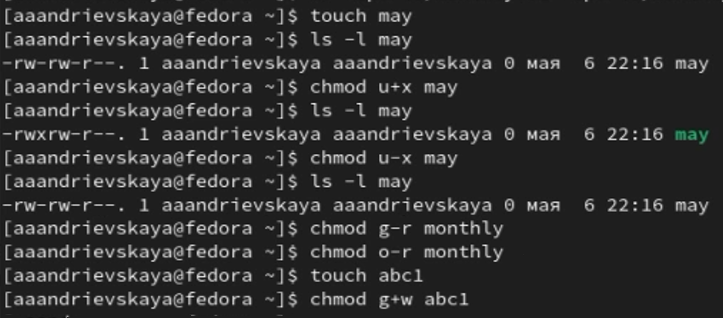 [aaandrievskaya@fedora ~]$ touch may
[aaandrievskaya@fedora ~]$ ls -l may
-rw-rw-r--. 1 aaandrievskaya aaandrievskaya 0 мая  6 22:16 may
[aaandrievskaya@fedora ~]$ chmod u+x may
[aaandrievskaya@fedora ~]$ ls -l may
-rwxrw-r--. 1 aaandrievskaya aaandrievskaya 0 мая  6 22:16 may
[aaandrievskaya@fedora ~]$ chmod u-x may
[aaandrievskaya@fedora ~]$ ls -l may
-rw-rw-r--. 1 aaandrievskaya aaandrievskaya 0 мая  6 22:16 may
[aaandrievskaya@fedora ~]$ chmod g-r monthly
[aaandrievskaya@fedora ~]$ chmod o-r monthly
[aaandrievskaya@fedora ~]$ touch abc1
[aaandrievskaya@fedora ~]$ chmod g+w abc1